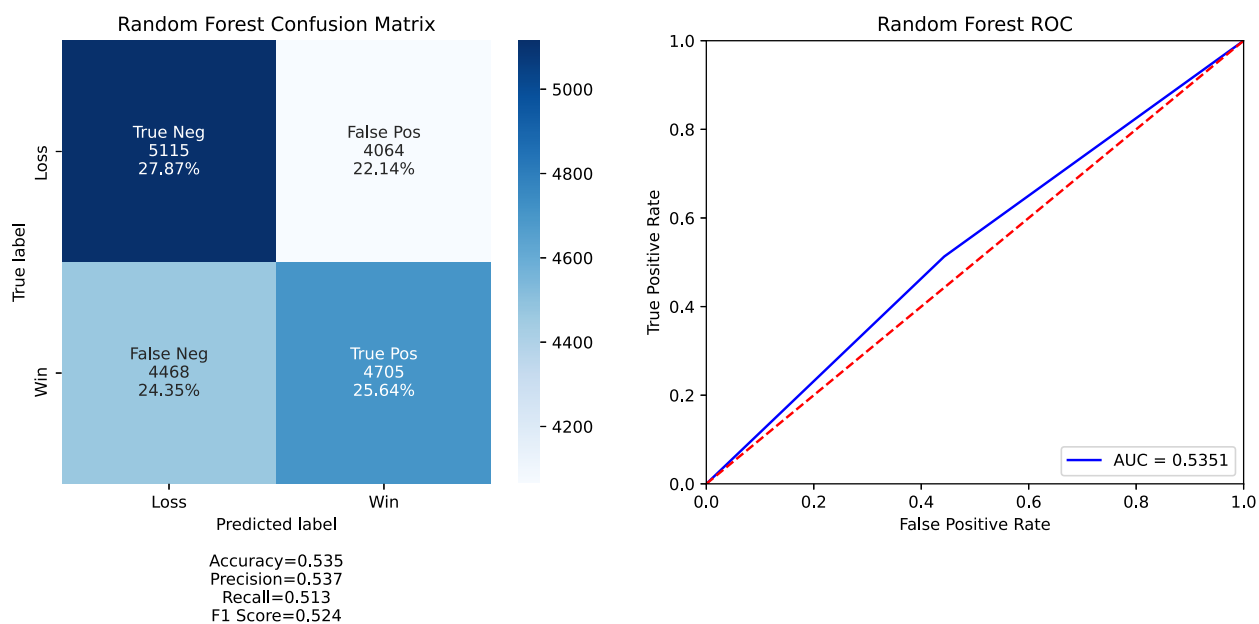 Random Forest Confusion Matrix
True label
Loss
Win
True Neg
5115
27.87%
False Pos
4064
22.14%
False Neg
4468
24.35%
True Pos
4705
25.64%
Loss
Win
Predicted label
5000
4800
4600
4400
4200
Accuracy=0.535
Precision=0.537
Recall=0.513
F1 Score=0.524
Random Forest ROC
True Positive Rate
1.0
0.8
0.6
0.4
0.2
0.0
AUC = 0.5351
0.0 0.2 0.4 0.6 0.8 1.0
False Positive Rate